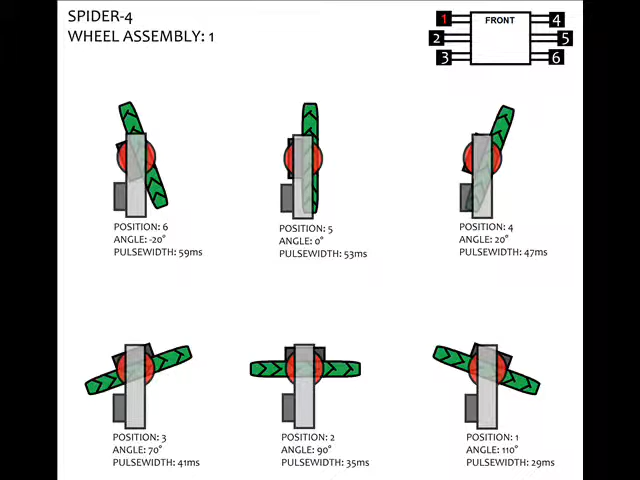 SPIDER-4
WHEEL ASSEMBLY: 1
FRONT
1
4
2
5
3
6
POSITION: 6
ANGLE: -20°
PULSEWIDTH: 59ms
POSITION: 5
ANGLE: 0°
PULSEWIDTH: 53ms
POSITION: 4
ANGLE: 20°
PULSEWIDTH: 47ms
POSITION: 3
ANGLE: 70°
PULSEWIDTH: 41ms
POSITION: 2
ANGLE: 90°
PULSEWIDTH: 35ms
POSITION: 1
ANGLE: 110°
PULSEWIDTH: 29ms